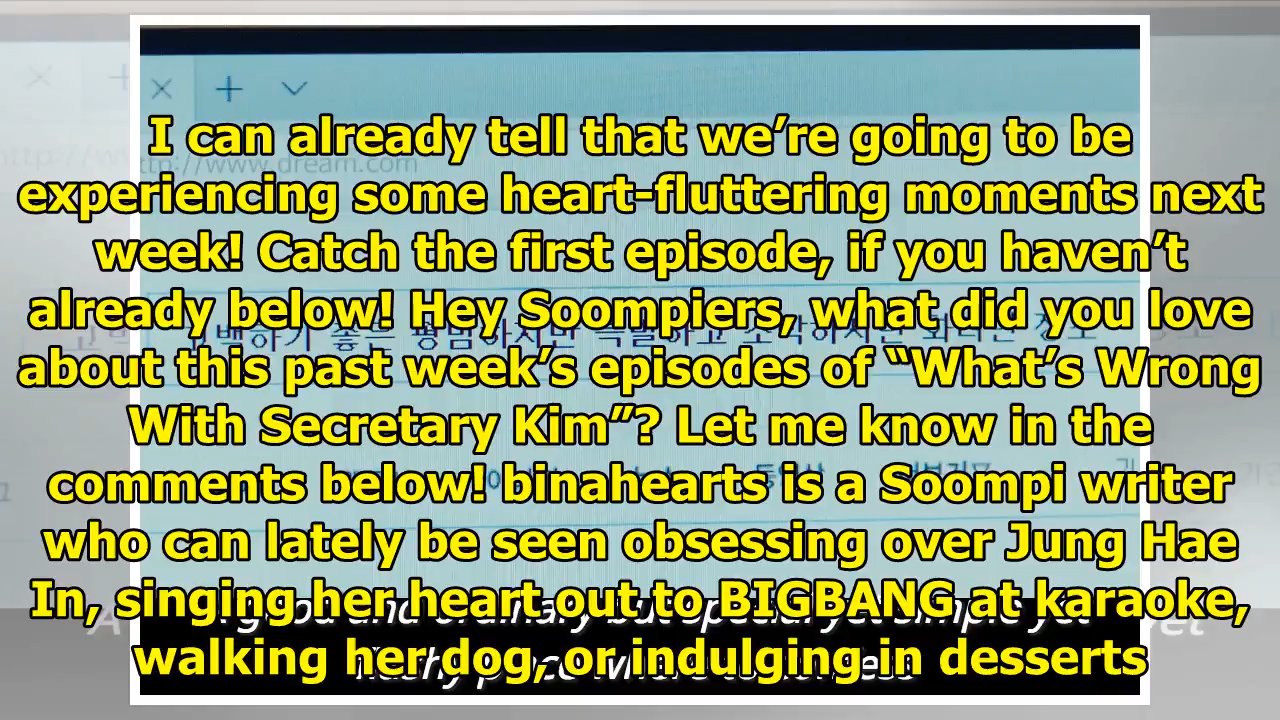 http://www.dream.com
I can already tell that we’re going to be
experiencing some heart-fluttering moments next
week! Catch the first episode, if you haven’t
already below! Hey Soompiers, what did you love
about this past week’s episodes of “What’s Wrong
With Secretary Kim”? Let me know in the
comments below! binahearts is a Soompi writer
who can lately be seen obsessing over Jung Hae
In, singing her heart out to BIGBANG at karaoke,
walking her dog, or indulging in desserts